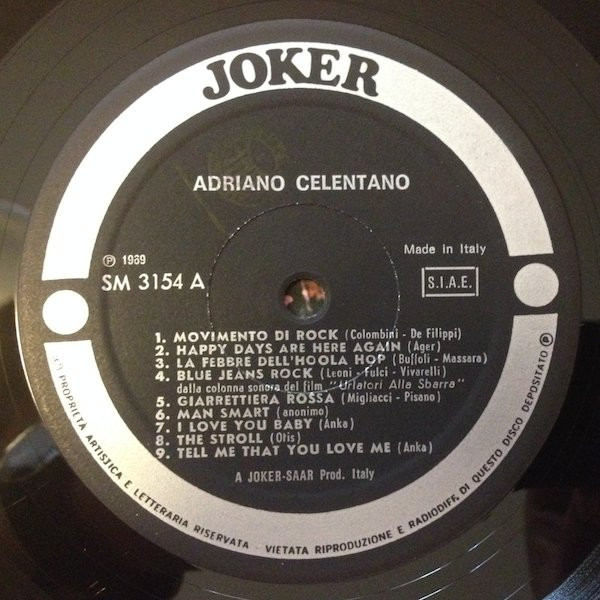 JOKER
ADRIANO CELENTANO
℗ 1969
SM 3154 A
Made in Italy
S.I.A.E.
1. MOVIMENTO DI ROCK (Colombini - De Filippi)
2. HAPPY DAYS ARE HERE AGAIN (Ager)
3. LA FEBBRE DELL'HOOLA HOP (Buffoli - Massara)
4. BLUE JEANS ROCK (Leoni - Fulci - Vivarelli)
dalla colonna sonora del film "Urlatori Alla Sbarra"
5. GIARRETTIERA ROSSA (Migliacci - Pisano)
6. MAN SMART (anonimo)
7. I LOVE YOU BABY (Anka)
8. THE STROLL (Otis)
9. TELL ME THAT YOU LOVE ME (Anka)
A JOKER-SAAR Prod. Italy
PROPRIETÀ ARTISTICA E LETTERARIA RISERVATA - VIETATA RIPRODUZIONE E RADIODIFF. DI QUESTO DISCO DEPOSITATO ℗